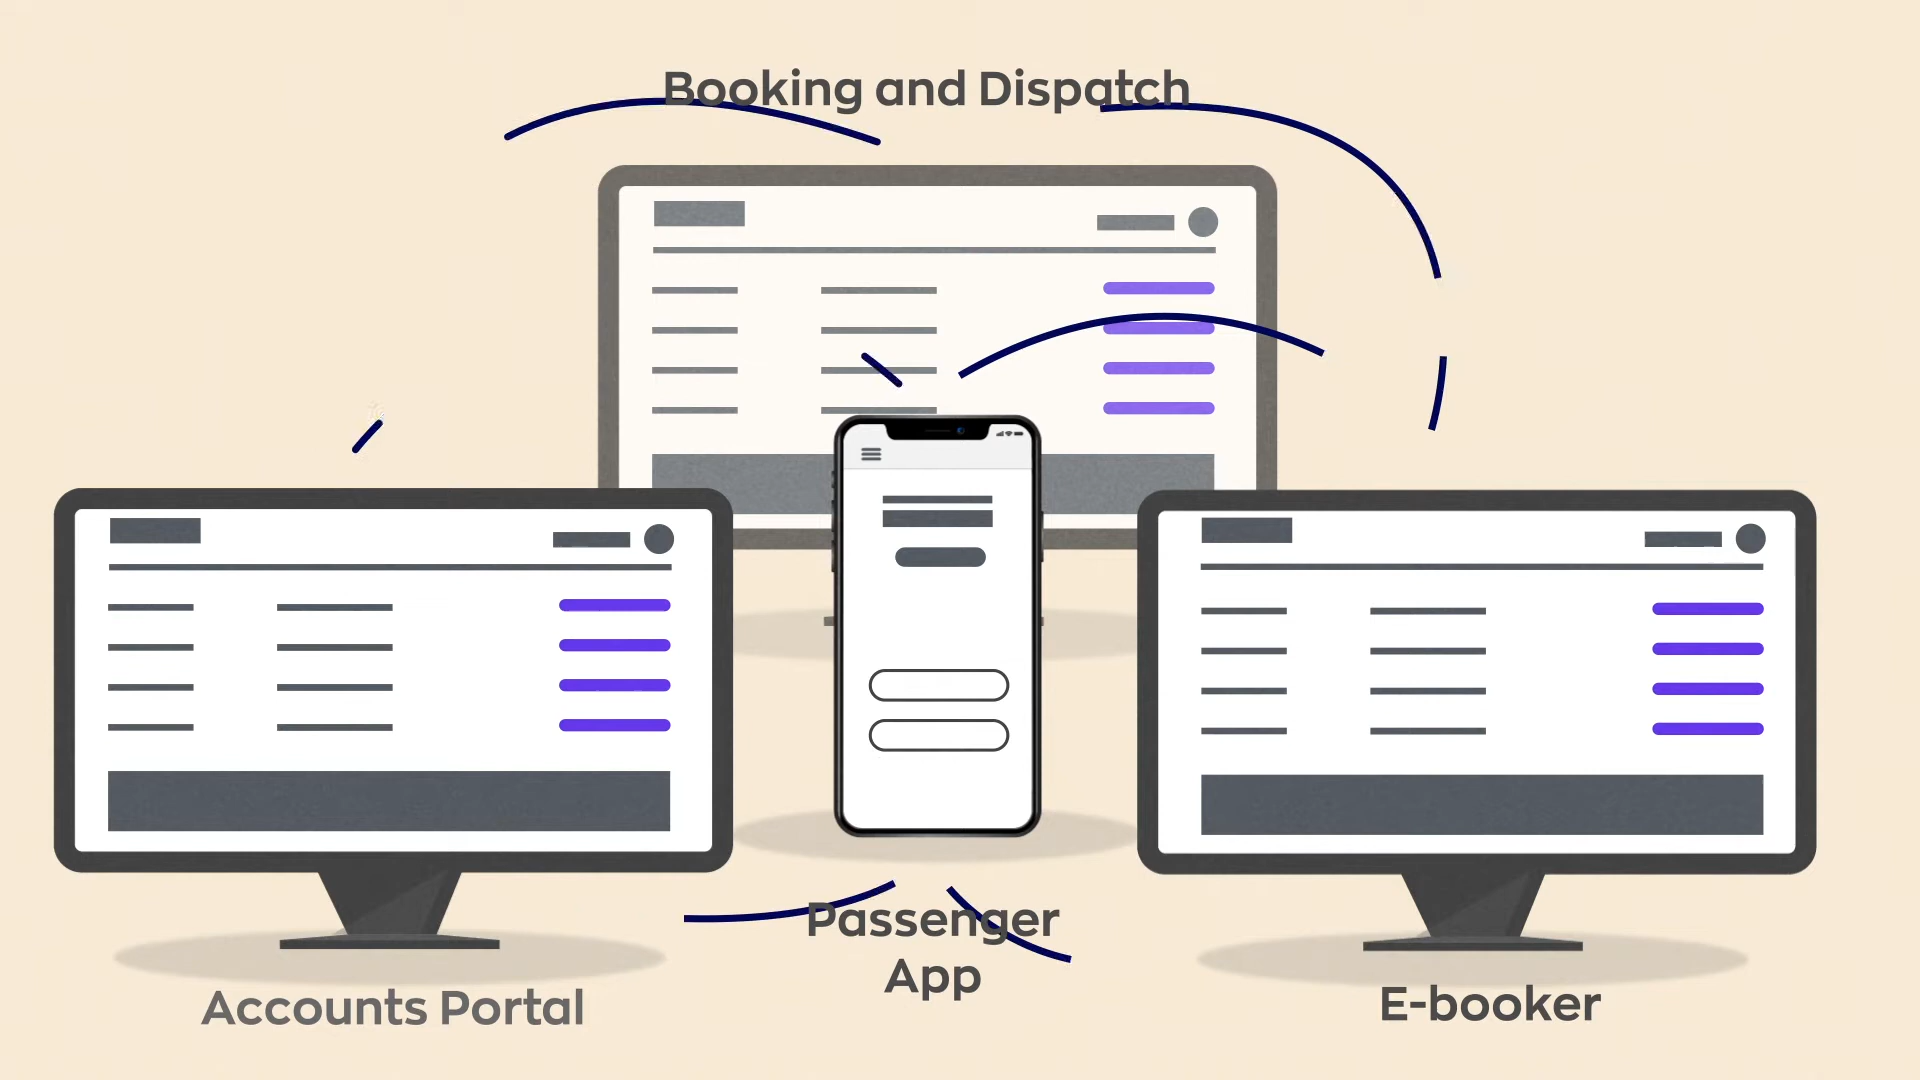 Booking and Dispatch
Passenger
App
Accounts Portal
E-booker